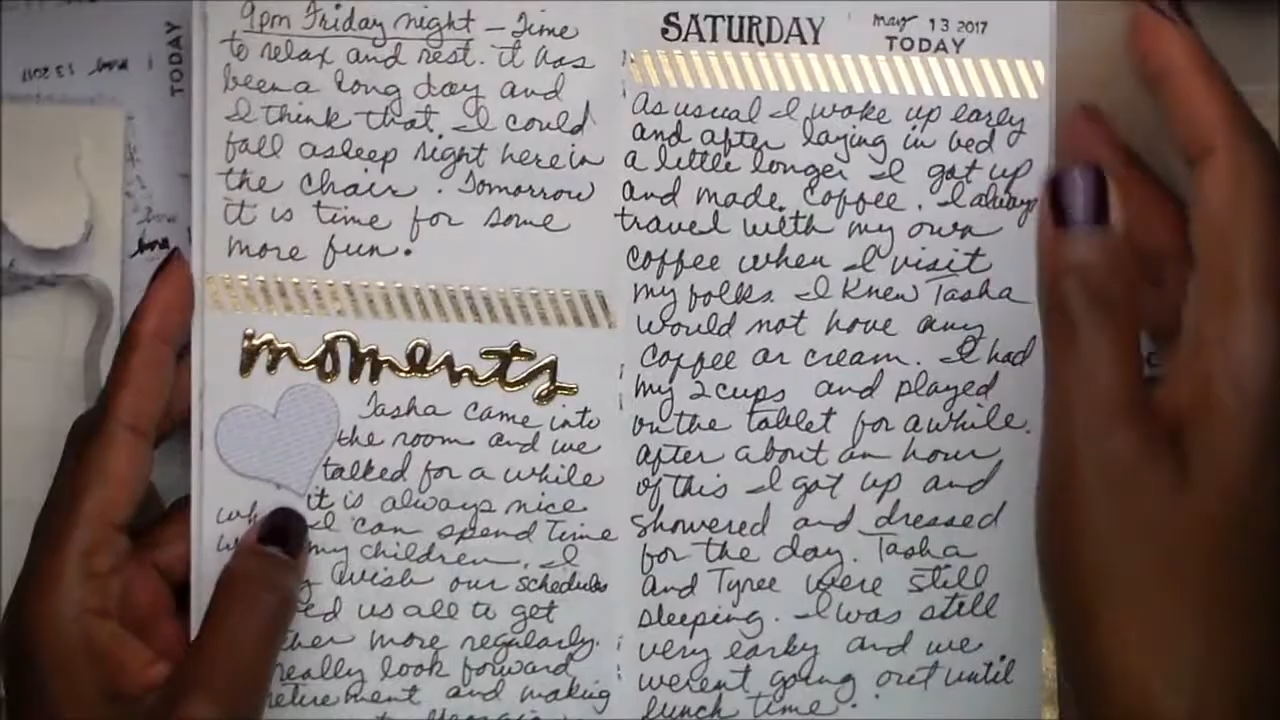 9pm Friday night - Time
to relax and rest. it has
been a long day and
I think that I could
fall asleep right here in
the chair. Tomorrow
it is time for some
more fun.
moments
Tasha came into
the room and we
talked for a while
it is always nice
I can spend time
my children. I
wish our schedules
us all to get
more regularly.
really look forward
retirement and making
SATURDAY
may 13 2017
TODAY
As usual I woke up early
and after laying in bed
a little longer I got up
and made coffee. I always
travel with my own
coffee when I visit
my folks. I knew Tasha
would not have any
coffee or cream. I had
my 2 cups and played
on the tablet for awhile.
after about an hour
of this I got up and
showered and dressed
for the day. Tasha
and Tyree were still
sleeping. I was still
very early and we
werent going out until
lunch time.
TODAY
may 13 2017